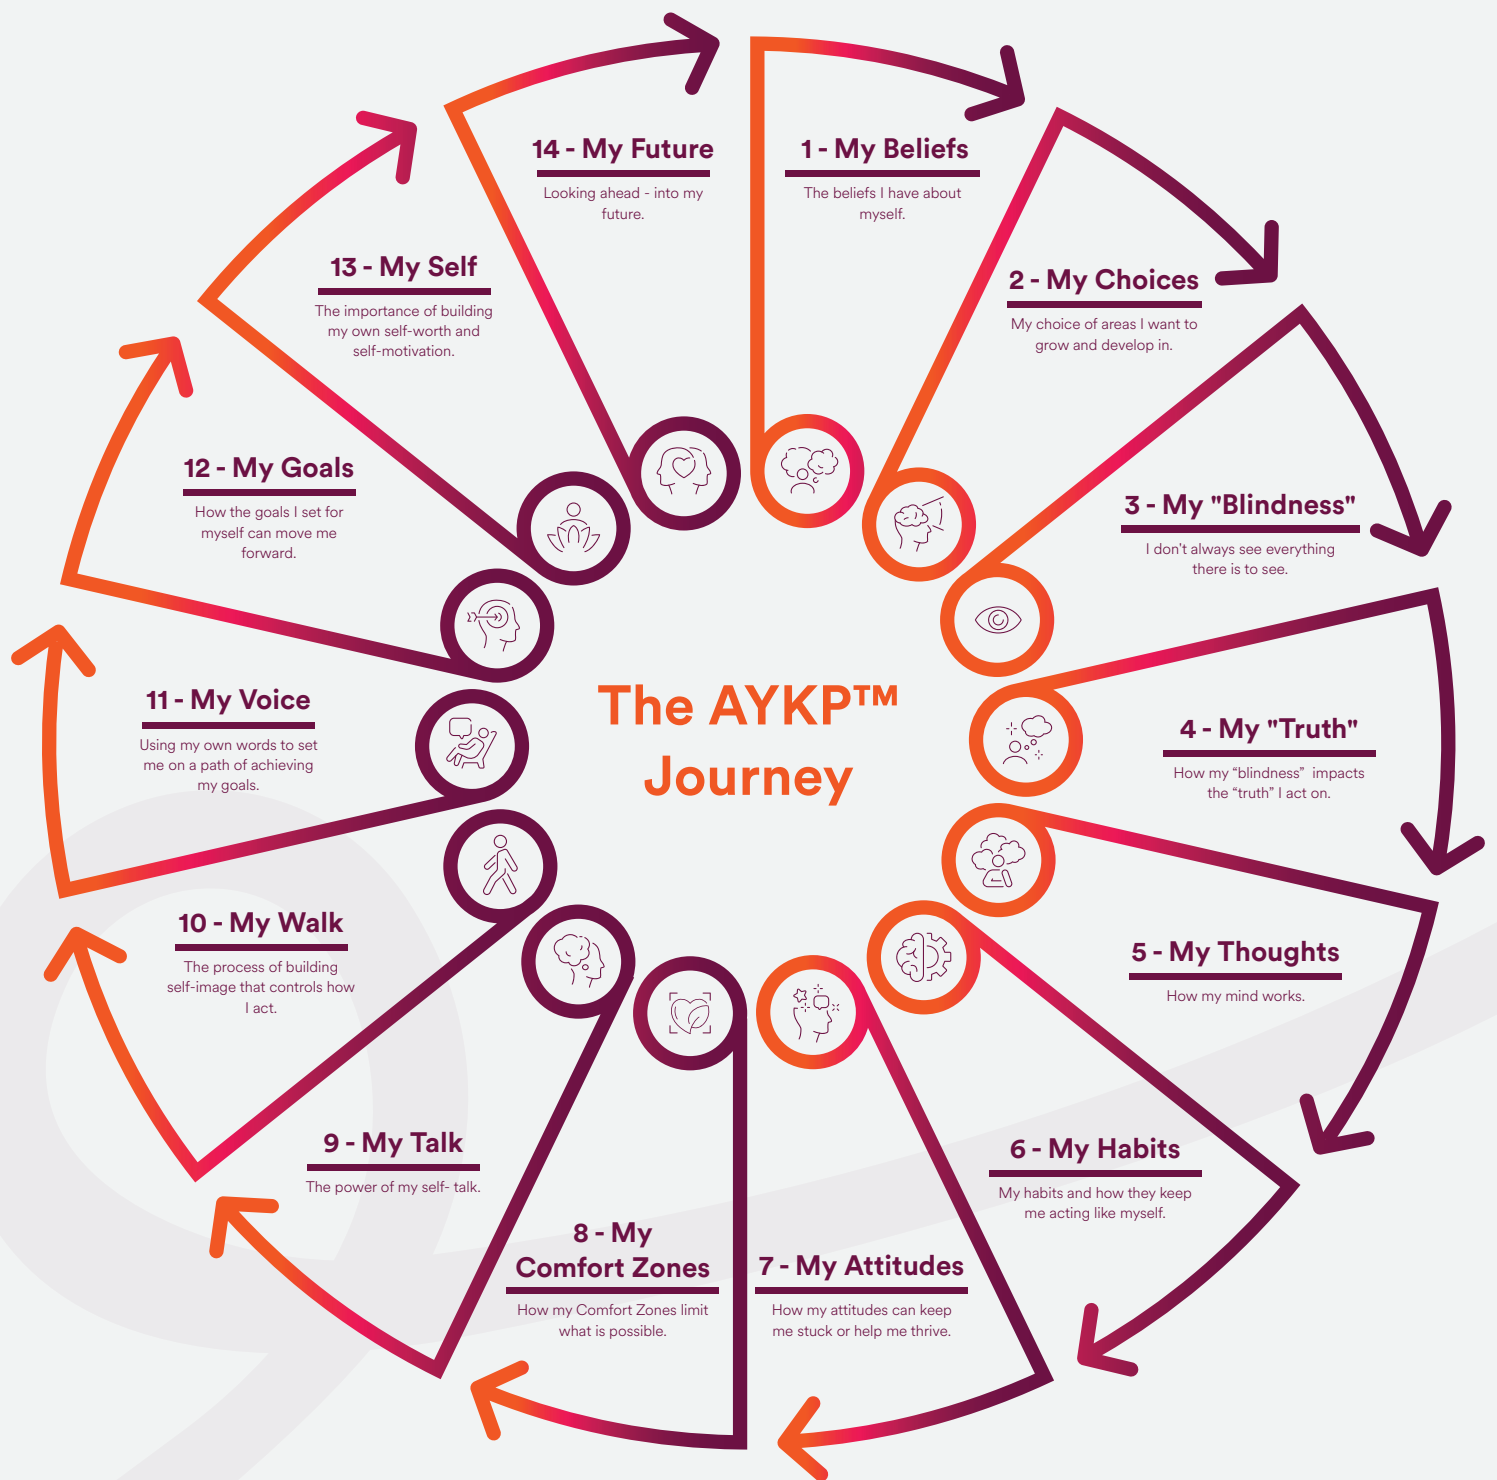 The AYKP™
Journey
1 - My Beliefs
The beliefs I have about
myself.
2 - My Choices
My choice of areas I want to
grow and develop in.
3 - My "Blindness"
I don't always see everything
there is to see.
4 - My "Truth"
How my “blindness” impacts
the “truth” I act on.
5 - My Thoughts
How my mind works.
6 - My Habits
My habits and how they keep
me acting like myself.
7 - My Attitudes
How my attitudes can keep
me stuck or help me thrive.
8 - My
Comfort Zones
How my Comfort Zones limit
what is possible.
9 - My Talk
The power of my self- talk.
10 - My Walk
The process of building
self-image that controls how
I act.
11 - My Voice
Using my own words to set
me on a path of achieving
my goals.
12 - My Goals
How the goals I set for
myself can move me
forward.
13 - My Self
The importance of building
my own self-worth and
self-motivation.
14 - My Future
Looking ahead - into my
future.